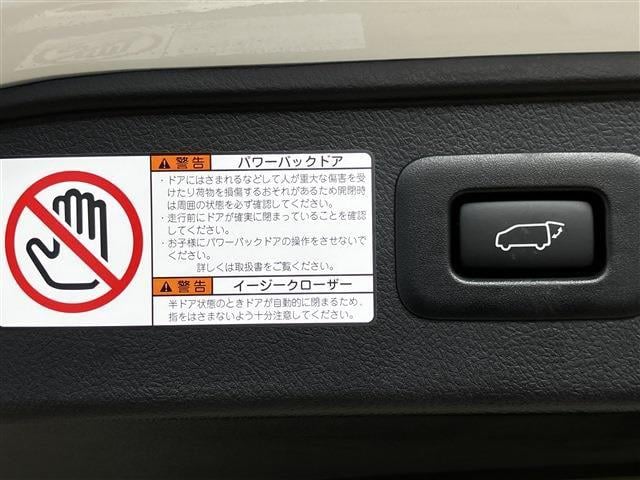 警告 パワーバックドア
・ドアにはさまれるなどして人が重大な傷害を
受けたり荷物を損傷するおそれがあるため開閉時
は周囲の状態を必ず確認してください。
・走行前にドアが確実に閉まっていることを確認
してください。
・お子様にパワーバックドアの操作をさせないで
ください。
詳しくは取扱書をご覧ください。
警告 イージークローザー
半ドア状態のときドアが自動的に閉まるため、
指をはさまないよう十分注意してください。